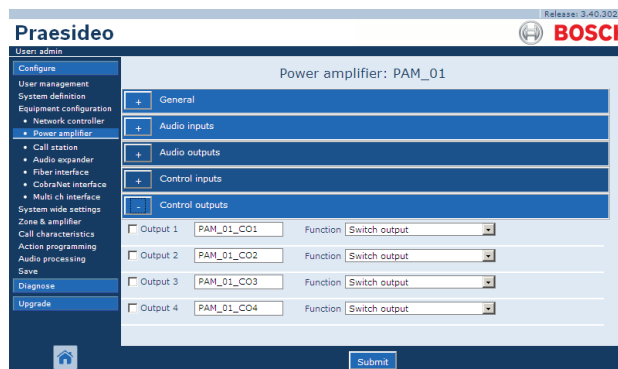 Release: 3.40.302
Praesideo
BOSCH
User: admin
Configure
User management
System definition
Equipment configuration
• Network controller
• Power amplifier
• Call station
• Audio expander
• Fiber interface
• CobraNet interface
• Multi ch interface
System wide settings
Zone & amplifier
Call characteristics
Action programming
Audio processing
Save
Diagnose
Upgrade
Power amplifier: PAM_01
+ General
+ Audio inputs
+ Audio outputs
+ Control inputs
- Control outputs
Output 1 PAM_01_CO1 Function Switch output
Output 2 PAM_01_CO2 Function Switch output
Output 3 PAM_01_CO3 Function Switch output
Output 4 PAM_01_CO4 Function Switch output
Submit